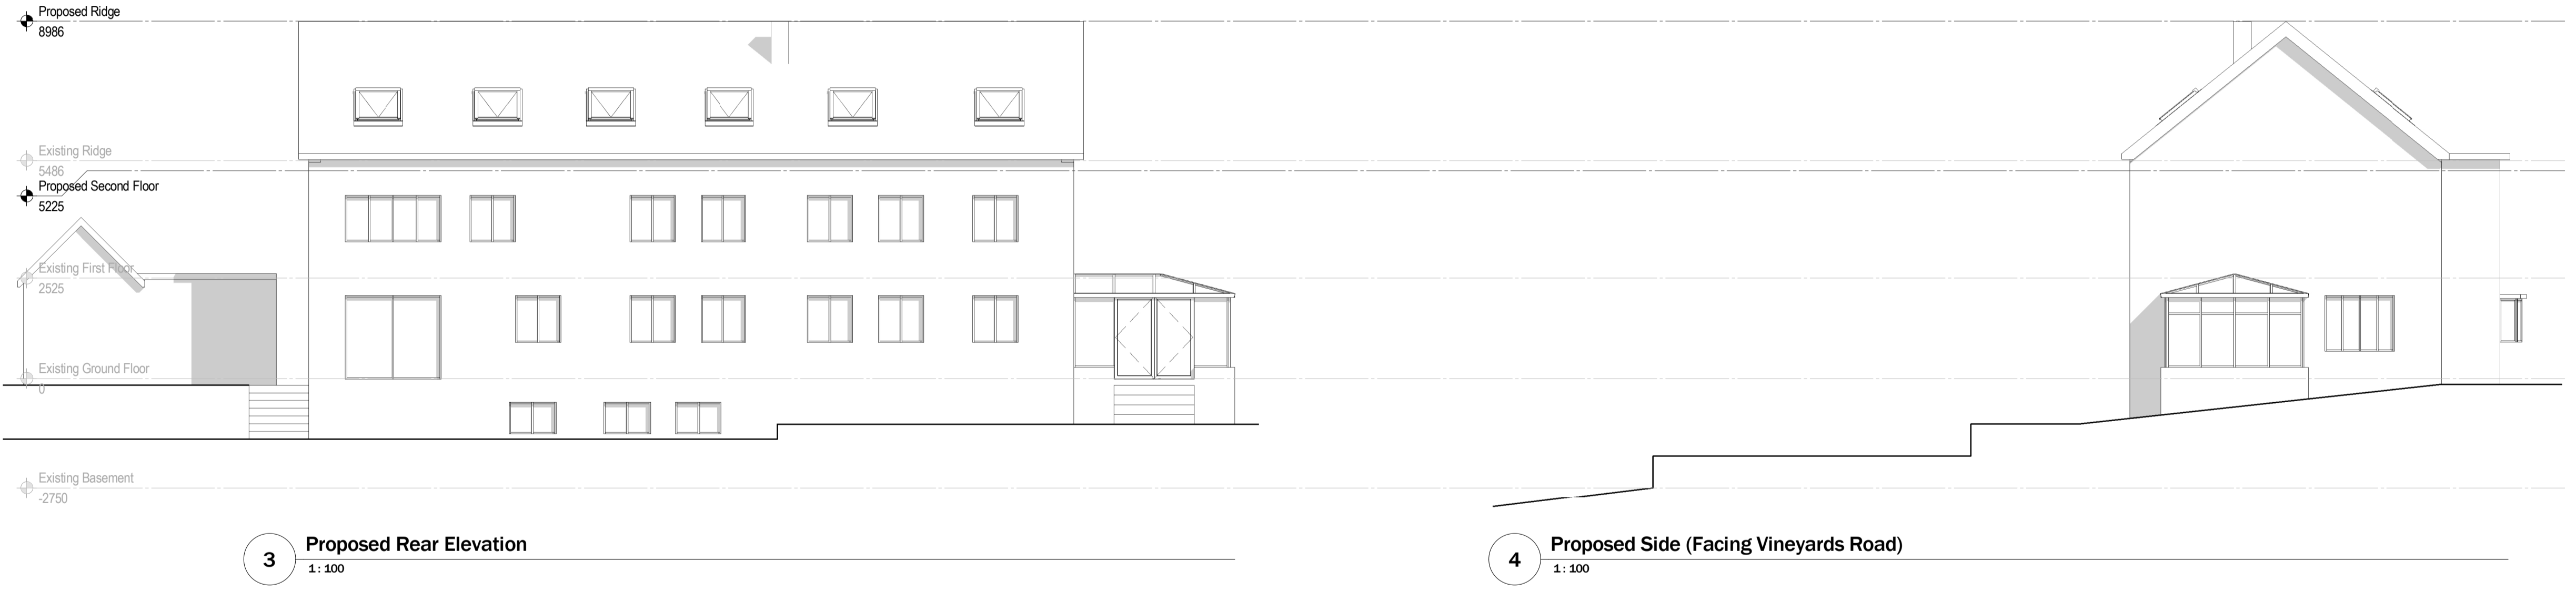 Proposed Ridge
8986
Existing Ridge
5486
Proposed Second Floor
5225
Existing First Floor
2525
Existing Ground Floor
0
Existing Basement
-2750
3
Proposed Rear Elevation
1 : 100
4
Proposed Side (Facing Vineyards Road)
1 : 100